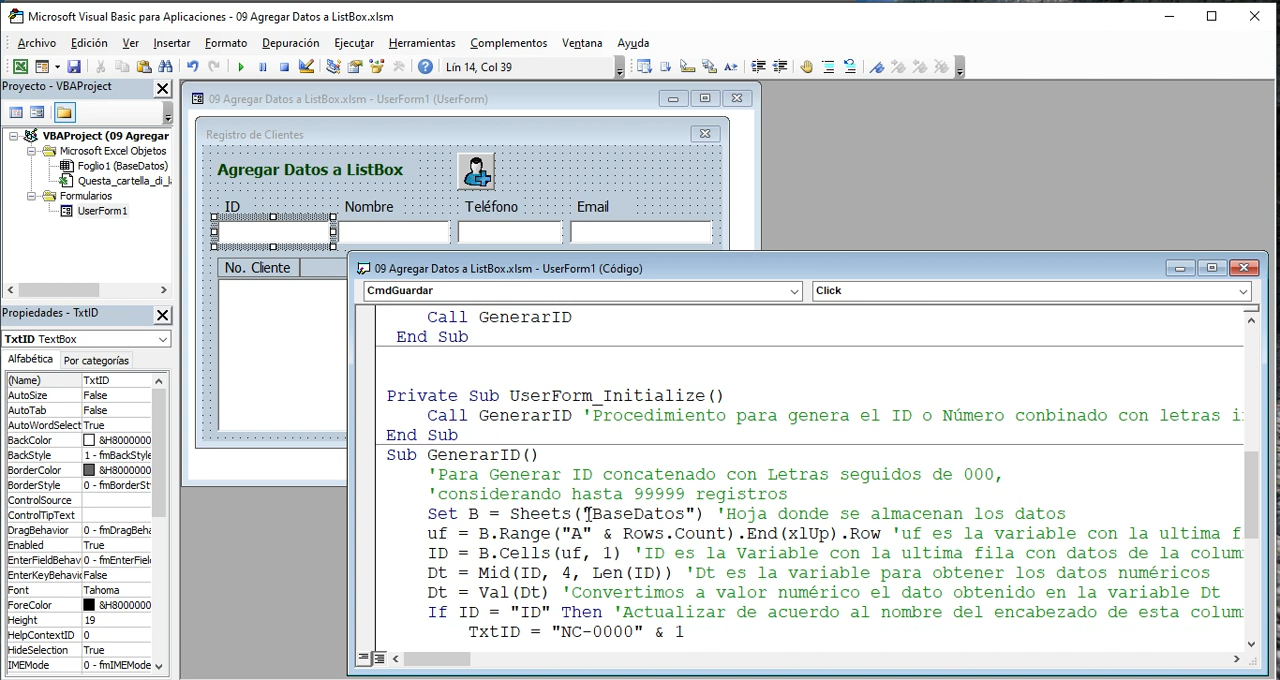 Microsoft Visual Basic para Aplicaciones - 09 Agregar Datos a ListBox.xlsm
Archivo Edición Ver Insertar Formato Depuración Ejecutar Herramientas Complementos Ventana Ayuda
Lín 14, Col 39
Proyecto - VBAProject
VBAProject (09 Agregar
Microsoft Excel Objetos
Foglio1 (BaseDatos)
Questa_cartella_di_l
Formularios
UserForm1
Propiedades - TxtID
TxtID TextBox
Alfabética Por categorías
(Name) TxtID
AutoSize False
AutoTab False
AutoWordSelect True
BackColor &H8000000
BackStyle 1 - fmBackStyle
BorderColor &H8000000
BorderStyle 0 - fmBorderSt
ControlSource
ControlTipText
DragBehavior 0 - fmDragBeha
Enabled True
EnterFieldBehav 0 - fmEnterFiel
EnterKeyBehavi False
Font Tahoma
ForeColor &H8000000
Height 19
HelpContextID 0
HideSelection True
IMEMode 0 - fmIMEMode
09 Agregar Datos a ListBox.xlsm - UserForm1 (UserForm)
Registro de Clientes
Agregar Datos a ListBox
ID Nombre Teléfono Email
No. Cliente
09 Agregar Datos a ListBox.xlsm - UserForm1 (Código)
CmdGuardar Click
Call GenerarID
End Sub
Private Sub UserForm_Initialize()
Call GenerarID 'Procedimiento para genera el ID o Número conbinado con letras i
End Sub
Sub GenerarID()
'Para Generar ID concatenado con Letras seguidos de 000,
'considerando hasta 99999 registros
Set B = Sheets("BaseDatos") 'Hoja donde se almacenan los datos
uf = B.Range("A" & Rows.Count).End(xlUp).Row 'uf es la variable con la ultima f
ID = B.Cells(uf, 1) 'ID es la Variable con la ultima fila con datos de la colum
Dt = Mid(ID, 4, Len(ID)) 'Dt es la variable para obtener los datos numéricos
Dt = Val(Dt) 'Convertimos a valor numérico el dato obtenido en la variable Dt
If ID = "ID" Then 'Actualizar de acuerdo al nombre del encabezado de esta colum
TxtID = "NC-0000" & 1